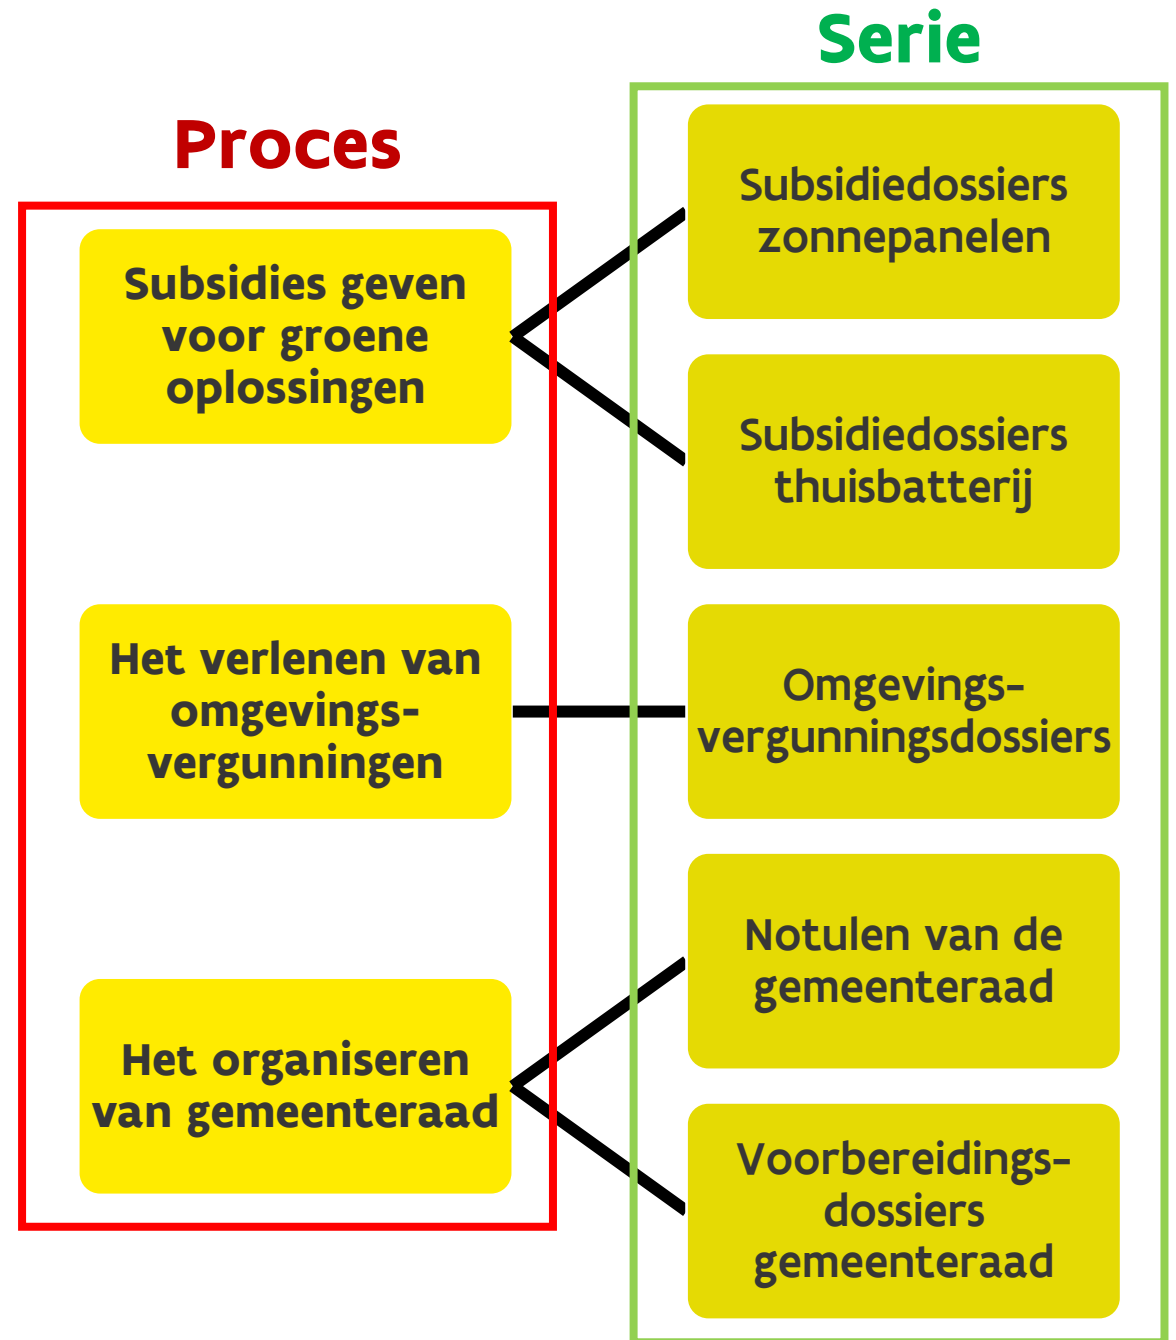 Serie
Proces
Subsidies geven
voor groene
oplossingen
Subsidiedossiers
zonnepanelen
Subsidiedossiers
thuisbatterij
Het verlenen van
omgevings-
vergunningen
Omgevings-
vergunningsdossiers
Het organiseren
van gemeenteraad
Notulen van de
gemeenteraad
Voorbereidings-
dossiers
gemeenteraad